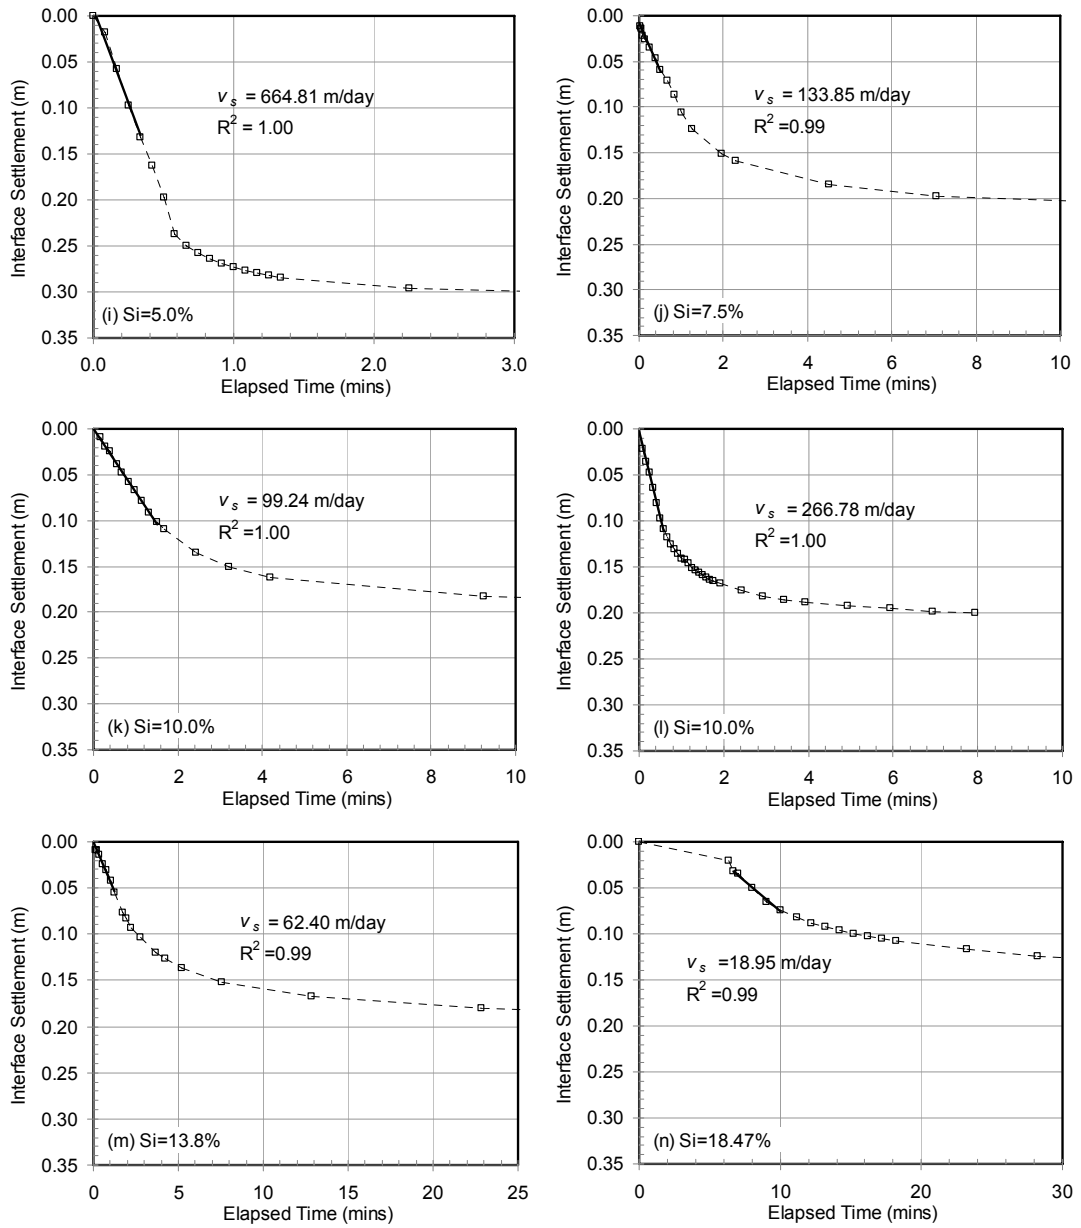 0.00
0.05
0.10
0.15
0.20
0.25
0.30
0.35
Interface Settlement (m)
v s = 664.81 m/day
R2 = 1.00
(i) Si=5.0%
0.0 1.0 2.0 3.0
Elapsed Time (mins)
0.00
0.05
0.10
0.15
0.20
0.25
0.30
0.35
Interface Settlement (m)
v s = 133.85 m/day
R2 =0.99
(j) Si=7.5%
0 2 4 6 8 10
Elapsed Time (mins)
0.00
0.05
0.10
0.15
0.20
0.25
0.30
0.35
Interface Settlement (m)
v s = 99.24 m/day
R2 =1.00
(k) Si=10.0%
0 2 4 6 8 10
Elapsed Time (mins)
0.00
0.05
0.10
0.15
0.20
0.25
0.30
0.35
Interface Settlement (m)
v s = 266.78 m/day
R2 =1.00
(l) Si=10.0%
0 2 4 6 8 10
Elapsed Time (mins)
0.00
0.05
0.10
0.15
0.20
0.25
0.30
0.35
Interface Settlement (m)
v s = 62.40 m/day
R2 =0.99
(m) Si=13.8%
0 5 10 15 20 25
Elapsed Time (mins)
0.00
0.05
0.10
0.15
0.20
0.25
0.30
0.35
Interface Settlement (m)
v s =18.95 m/day
R2 =0.99
(n) Si=18.47%
0 10 20 30
Elapsed Time (mins)